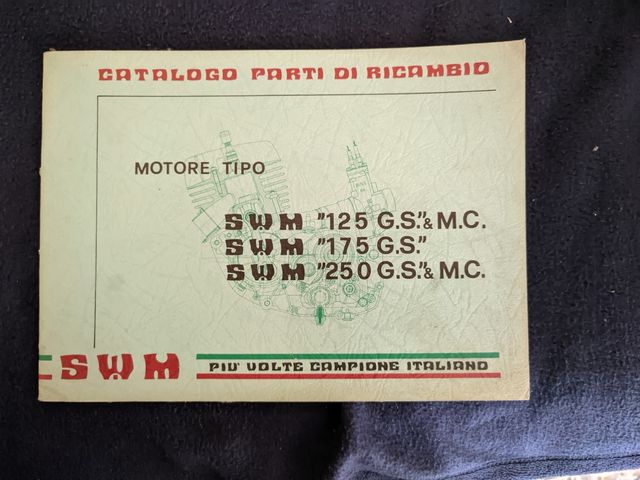 CATALOGO PARTI DI RICAMBIO
MOTORE TIPO
SWM "125 G.S."& M.C.
SWM "175 G.S."
SWM "250 G.S."& M.C.
SWM PIU' VOLTE CAMPIONE ITALIANO